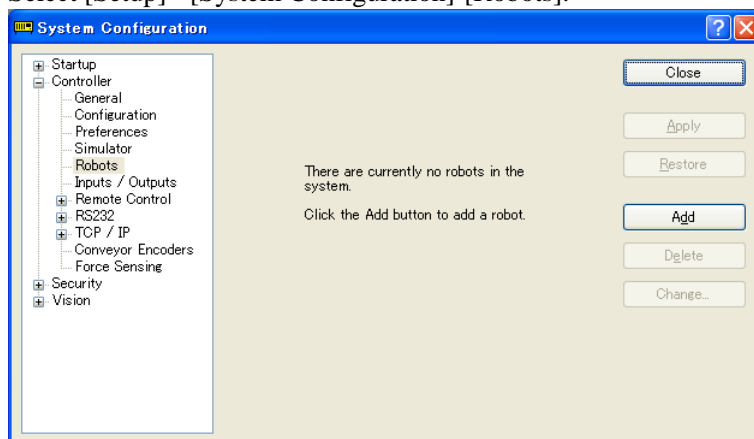 Select [Setup] - [System Configuration]-[Robots].
System Configuration
Startup
Controller
General
Configuration
Preferences
Simulator
Robots
Inputs / Outputs
Remote Control
RS232
TCP / IP
Conveyor Encoders
Force Sensing
Security
Vision
There are currently no robots in the
system.
Click the Add button to add a robot.
Close
Apply
Restore
Add
Delete
Change...